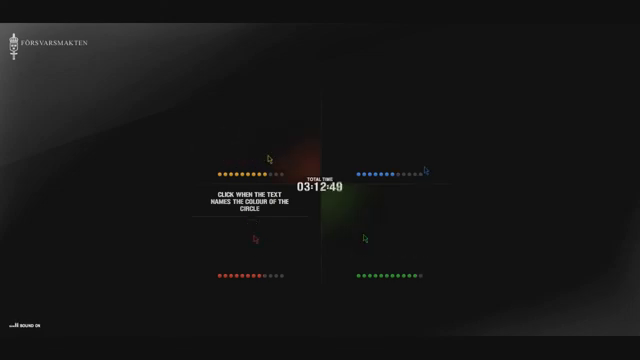 FÖRSVARSMAKTEN
TOTAL TIME
03:12:49
CLICK WHEN THE TEXT
NAMES THE COLOUR OF THE
CIRCLE
SOUND ON